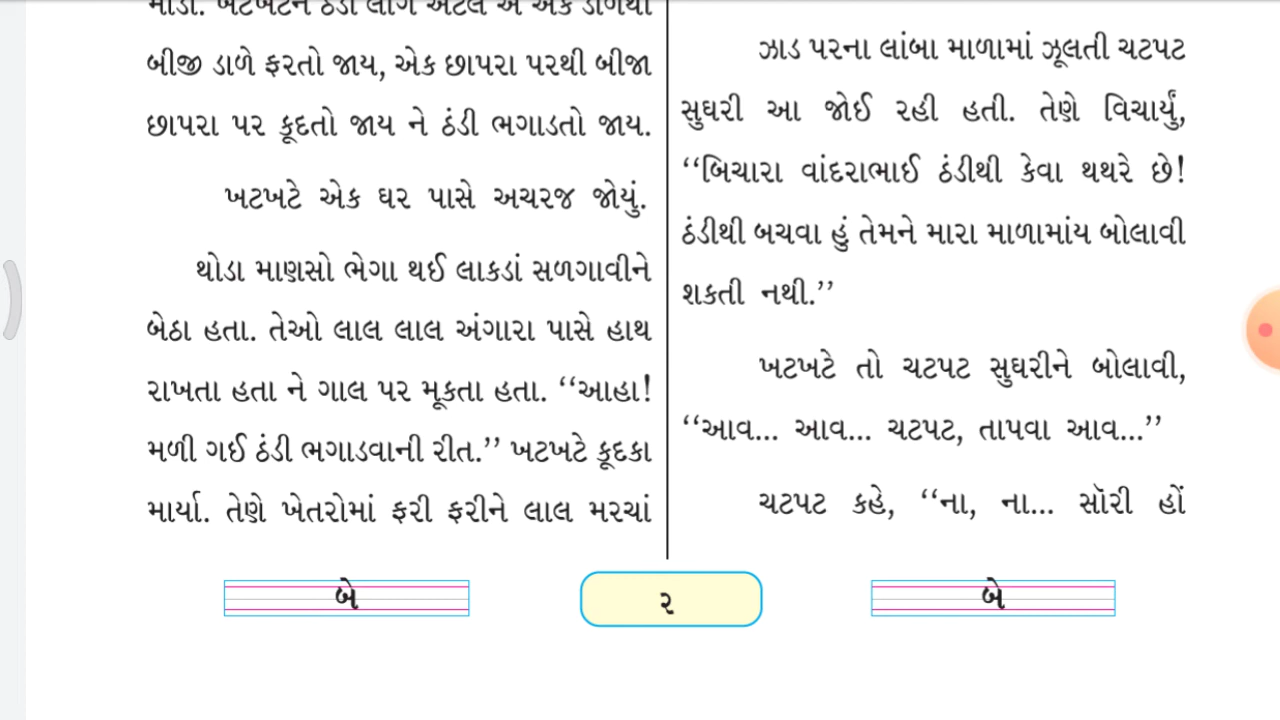 માંડી. ખટખટને ઠંડી લાગે એટલે એ એક ડાળેથી
બીજી ડાળે ફરતો જાય, એક છાપરા પરથી બીજા
છાપરા પર કૂદતો જાય ને ઠંડી ભગાડતો જાય.
ખટખટે એક ઘર પાસે અચરજ જોયું.
થોડા માણસો ભેગા થઈ લાકડાં સળગાવીને
બેઠા હતા. તેઓ લાલ લાલ અંગારા પાસે હાથ
રાખતા હતા ને ગાલ પર મૂકતા હતા. ‘‘આહા!
મળી ગઈ ઠંડી ભગાડવાની રીત.’’ ખટખટે કૂદકા
માર્યા. તેણે ખેતરોમાં ફરી ફરીને લાલ મરચાં
ઝાડ પરના લાંબા માળામાં ઝૂલતી ચટપટ
સુઘરી આ જોઈ રહી હતી. તેણે વિચાર્યું,
‘‘બિચારા વાંદરાભાઈ ઠંડીથી કેવા થથરે છે!
ઠંડીથી બચવા હું તેમને મારા માળામાંય બોલાવી
શકતી નથી.’’
ખટખટે તો ચટપટ સુઘરીને બોલાવી,
‘‘આવ... આવ... ચટપટ, તાપવા આવ...’’
ચટપટ કહે, ‘‘ના, ના... સૉરી હોં
બે
૨
બે